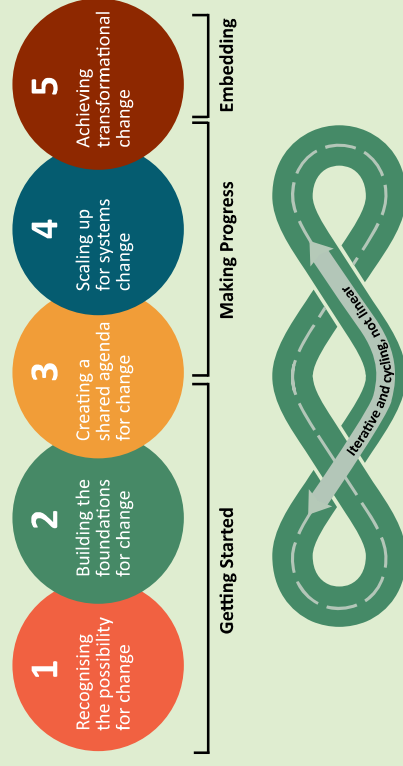 1
Recognising
the possibility
for change
2
Building the
foundations
for change
3
Creating a
shared agenda
for change
4
Scaling up
for systems
change
5
Achieving
transformational
change
Getting Started
Making Progress
Embedding
Iterative and cycling, not linear